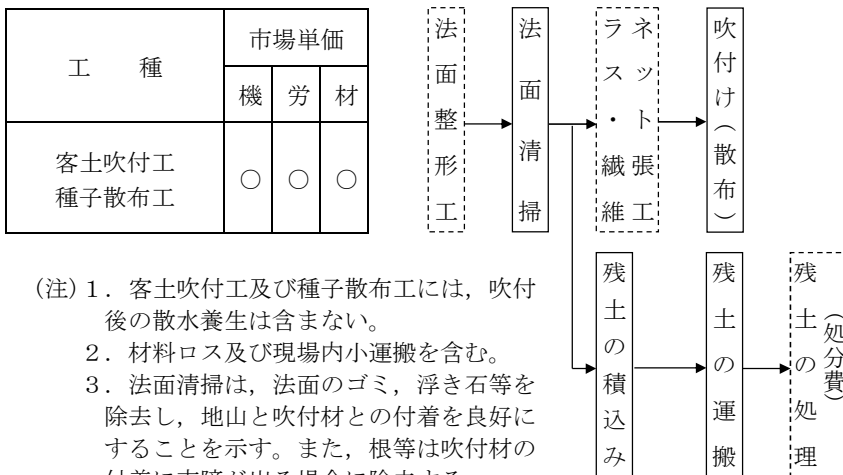 工　種
市場単価
機 労 材
客土吹付工
種子散布工
○ ○ ○
法面整形工
法面清掃
ラス・繊維
ネット張工
吹付け（散布）
残土の積込み
残土の運搬
残土の処理
（処分費）
（注）１．客土吹付工及び種子散布工には，吹付
後の散水養生は含まない。
２．材料ロス及び現場内小運搬を含む。
３．法面清掃は，法面のゴミ，浮き石等を
除去し，地山と吹付材との付着を良好に
することを示す。また，根等は吹付材の